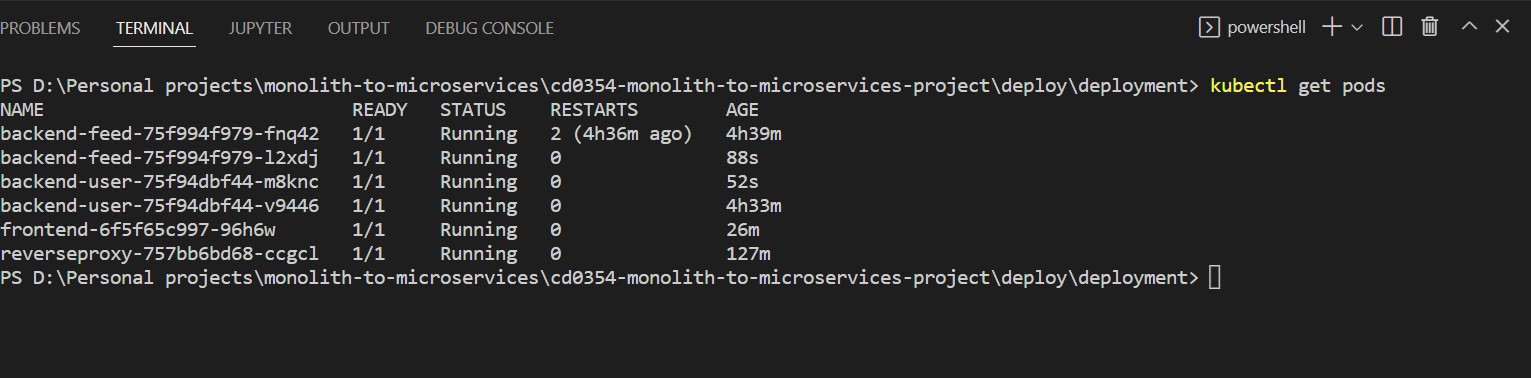 PROBLEMS TERMINAL JUPYTER OUTPUT DEBUG CONSOLE powershell
PS D:\Personal projects\monolith-to-microservices\cd0354-monolith-to-microservices-project\deploy\deployment> kubectl get pods
NAME READY STATUS RESTARTS AGE
backend-feed-75f994f979-fnq42 1/1 Running 2 (4h36m ago) 4h39m
backend-feed-75f994f979-l2xdj 1/1 Running 0 88s
backend-user-75f94dbf44-m8knc 1/1 Running 0 52s
backend-user-75f94dbf44-v9446 1/1 Running 0 4h33m
frontend-6f5f65c997-96h6w 1/1 Running 0 26m
reverseproxy-757bb6bd68-ccgcl 1/1 Running 0 127m
PS D:\Personal projects\monolith-to-microservices\cd0354-monolith-to-microservices-project\deploy\deployment>